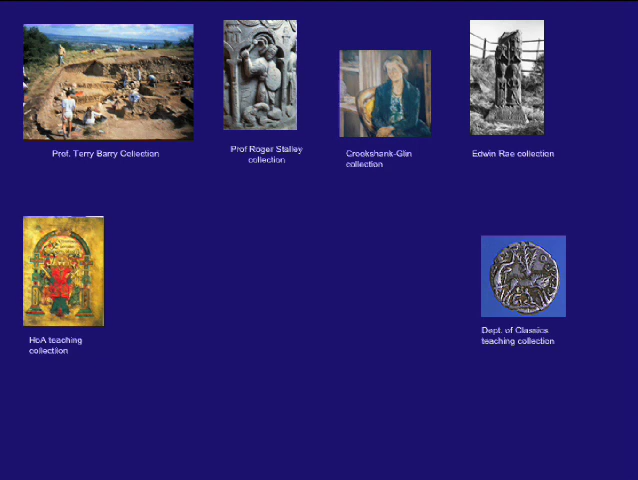 Prof. Terry Barry Collection
Prof Roger Stalley
collection
Crookshank-Glin
collection
Edwin Rae collection
HoA teaching
collectiion
Dept. of Classics
teaching collection